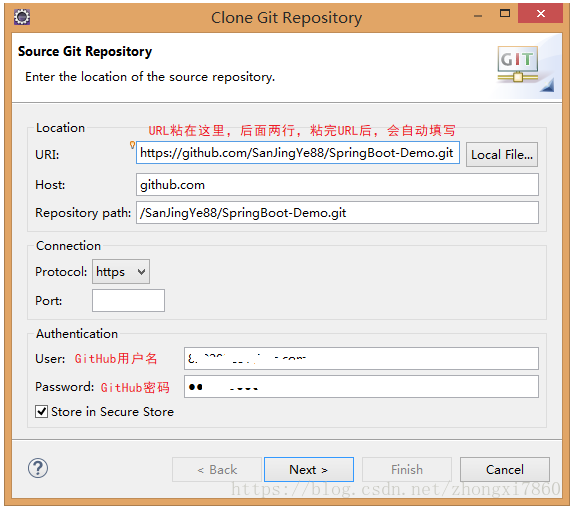 Clone Git Repository
Source Git Repository
Enter the location of the source repository.
GIT
Location
URL粘在这里，后面两行，粘完URL后，会自动填写
URI: https://github.com/SanJingYe88/SpringBoot-Demo.git Local File...
Host: github.com
Repository path: /SanJingYe88/SpringBoot-Demo.git
Connection
Protocol: https
Port:
Authentication
User: GitHub用户名
Password: GitHub密码
Store in Secure Store
? < Back Next > Finish Cancel
https://blog.csdn.net/zhongxi7860